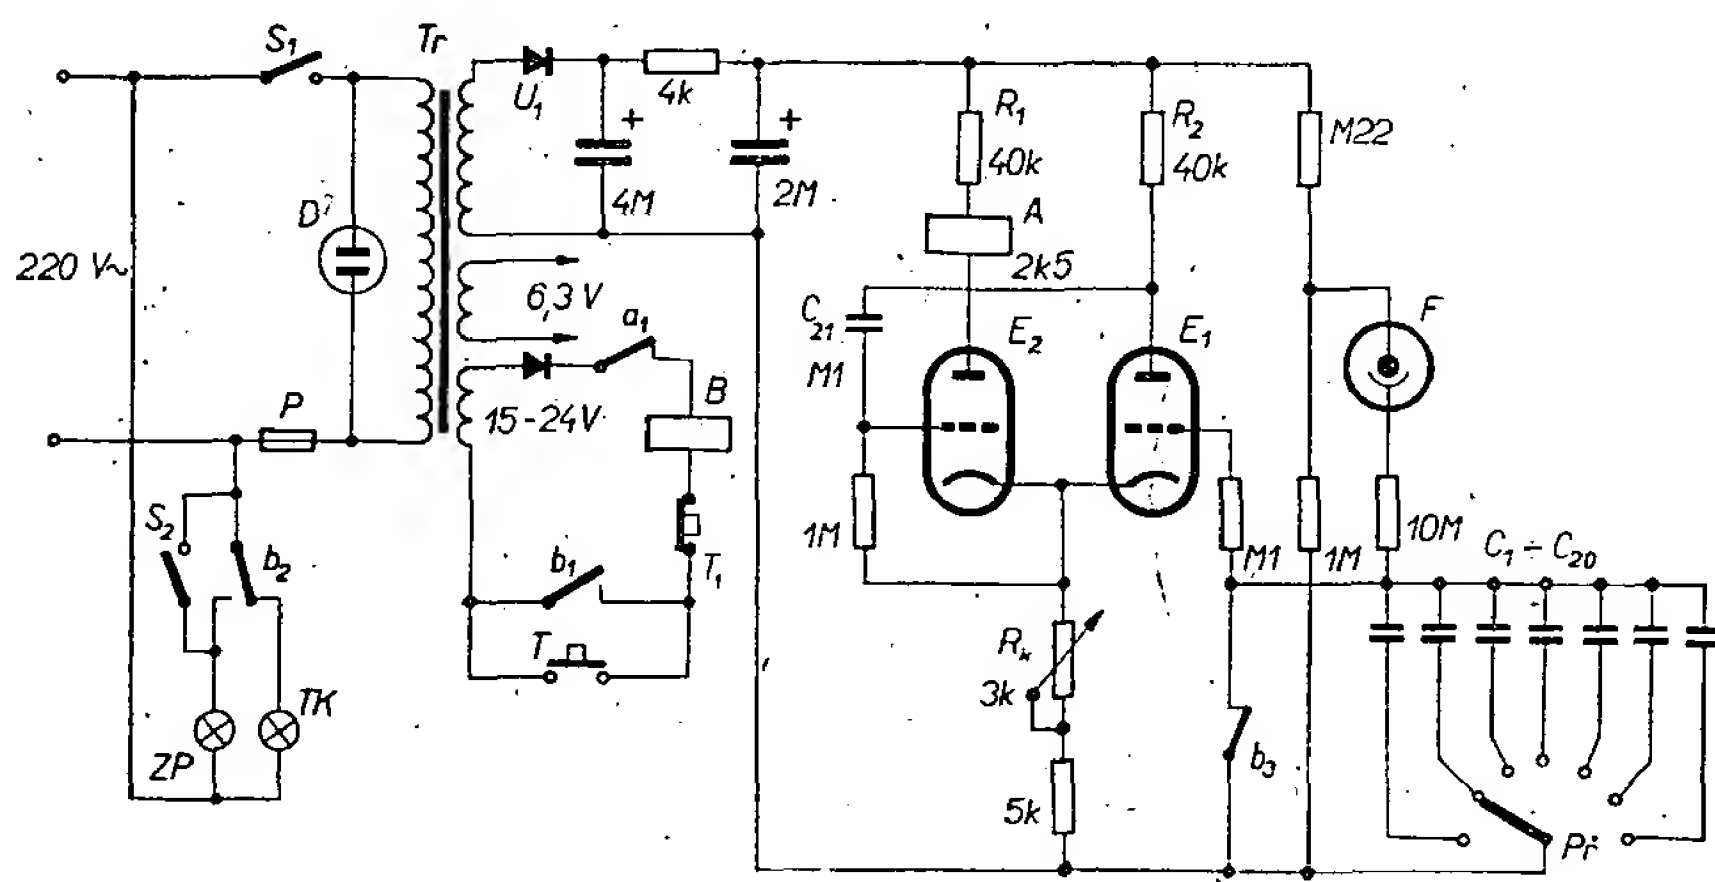 S₁
Tr
U₁
4k
+
4M
+
2M
R₁
40k
R₂
40k
M22
D
220 V~
6,3 V
A
2k5
C₂₁
M1
E₂
E₁
F
a₁
B
15-24V
P
S₂
b₂
b₁
T₁
T
1M
M1
1M
10M
C₁ ÷ C₂₀
Rₖ
3k
ZP
TK
b₃
5k
Př